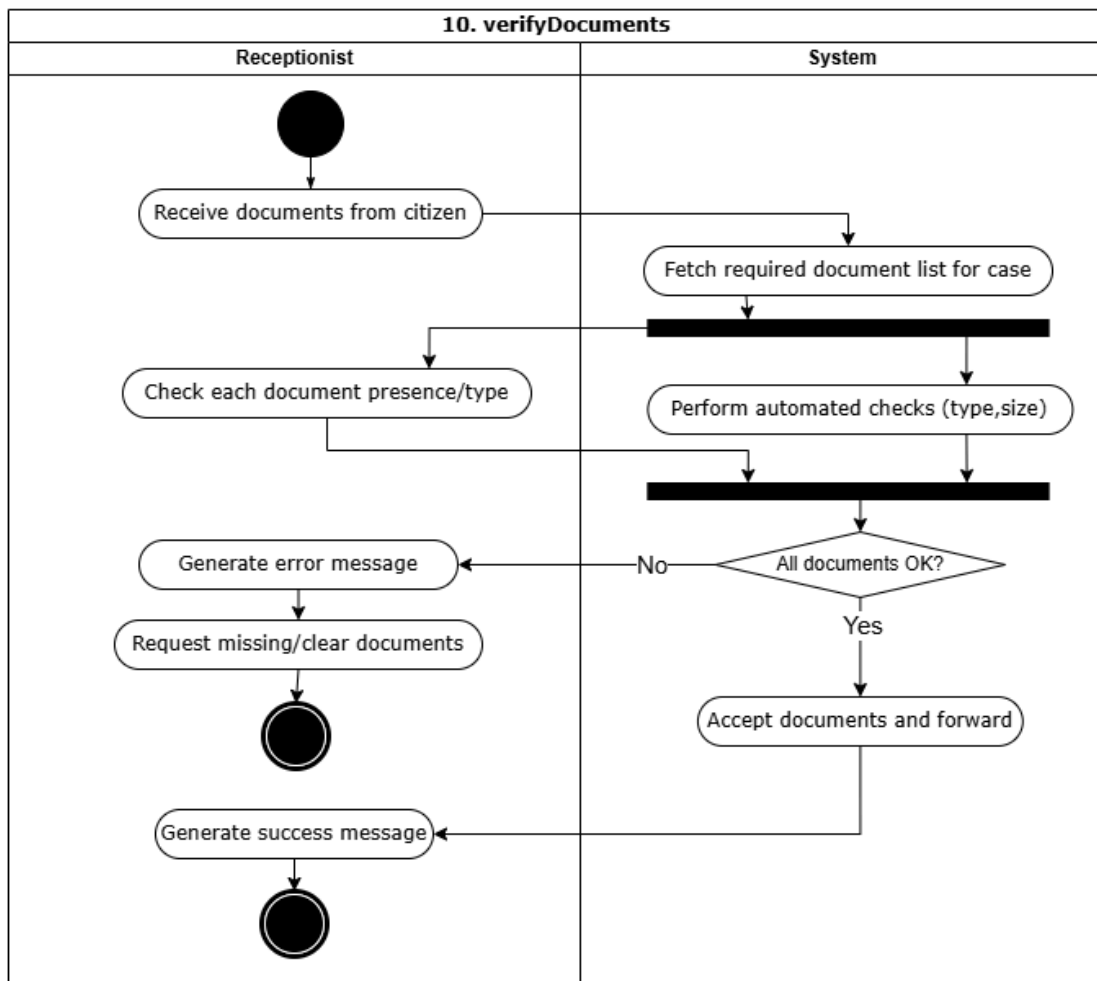 10. verifyDocuments
Receptionist
System
Receive documents from citizen
Fetch required document list for case
Check each document presence/type
Perform automated checks (type,size)
All documents OK?
No
Generate error message
Yes
Request missing/clear documents
Accept documents and forward
Generate success message